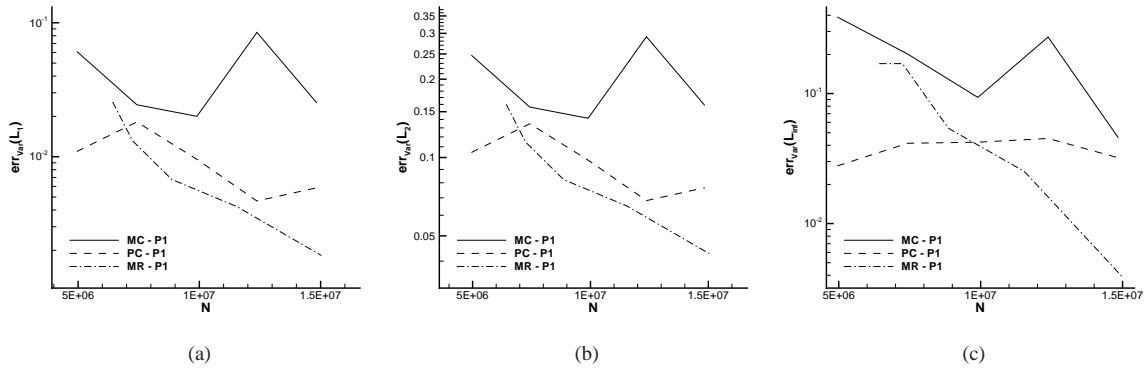 err_Var(L_1)
10^-1
10^-2
MC - P1
PC - P1
MR - P1
5E+06
1E+07
1.5E+07
N
(a)
err_Var(L_2)
0.35
0.3
0.25
0.2
0.15
0.1
0.05
MC - P1
PC - P1
MR - P1
5E+06
1E+07
1.5E+07
N
(b)
err_Var(L_inf)
10^-1
10^-2
MC - P1
PC - P1
MR - P1
5E+06
1E+07
1.5E+07
N
(c)